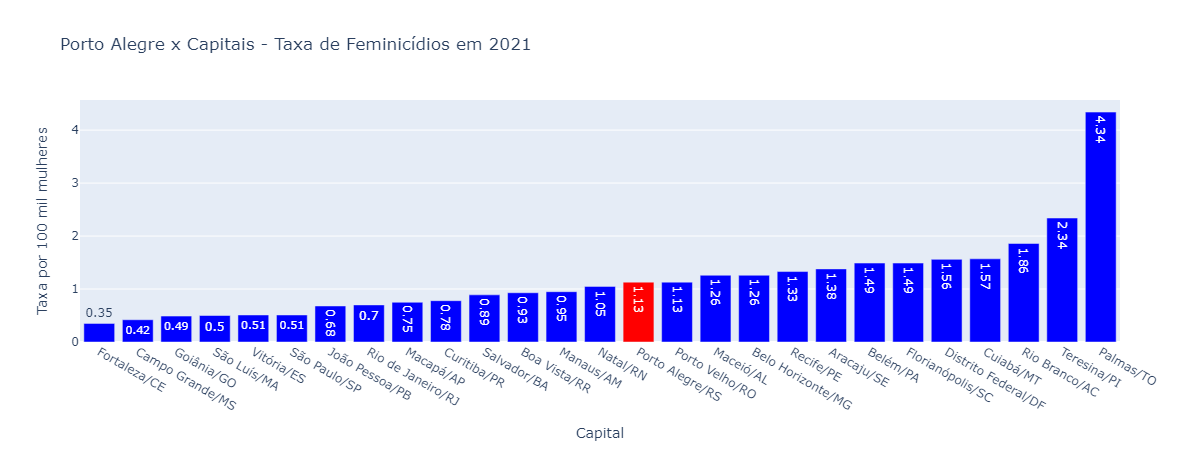 Porto Alegre x Capitais - Taxa de Feminicídios em 2021
Taxa por 100 mil mulheres
4
3
2
1
0
0.35
0.42
0.49
0.5
0.51
0.51
0.68
0.7
0.75
0.78
0.89
0.93
0.95
1.05
1.13
1.13
1.26
1.26
1.33
1.38
1.49
1.49
1.56
1.57
1.86
2.34
4.34
Fortaleza/CE
Campo Grande/MS
Goiânia/GO
São Luís/MA
Vitória/ES
São Paulo/SP
João Pessoa/PB
Rio de Janeiro/RJ
Macapá/AP
Curitiba/PR
Salvador/BA
Boa Vista/RR
Manaus/AM
Natal/RN
Porto Alegre/RS
Porto Velho/RO
Maceió/AL
Belo Horizonte/MG
Recife/PE
Aracaju/SE
Belém/PA
Florianópolis/SC
Distrito Federal/DF
Cuiabá/MT
Rio Branco/AC
Teresina/PI
Palmas/TO
Capital